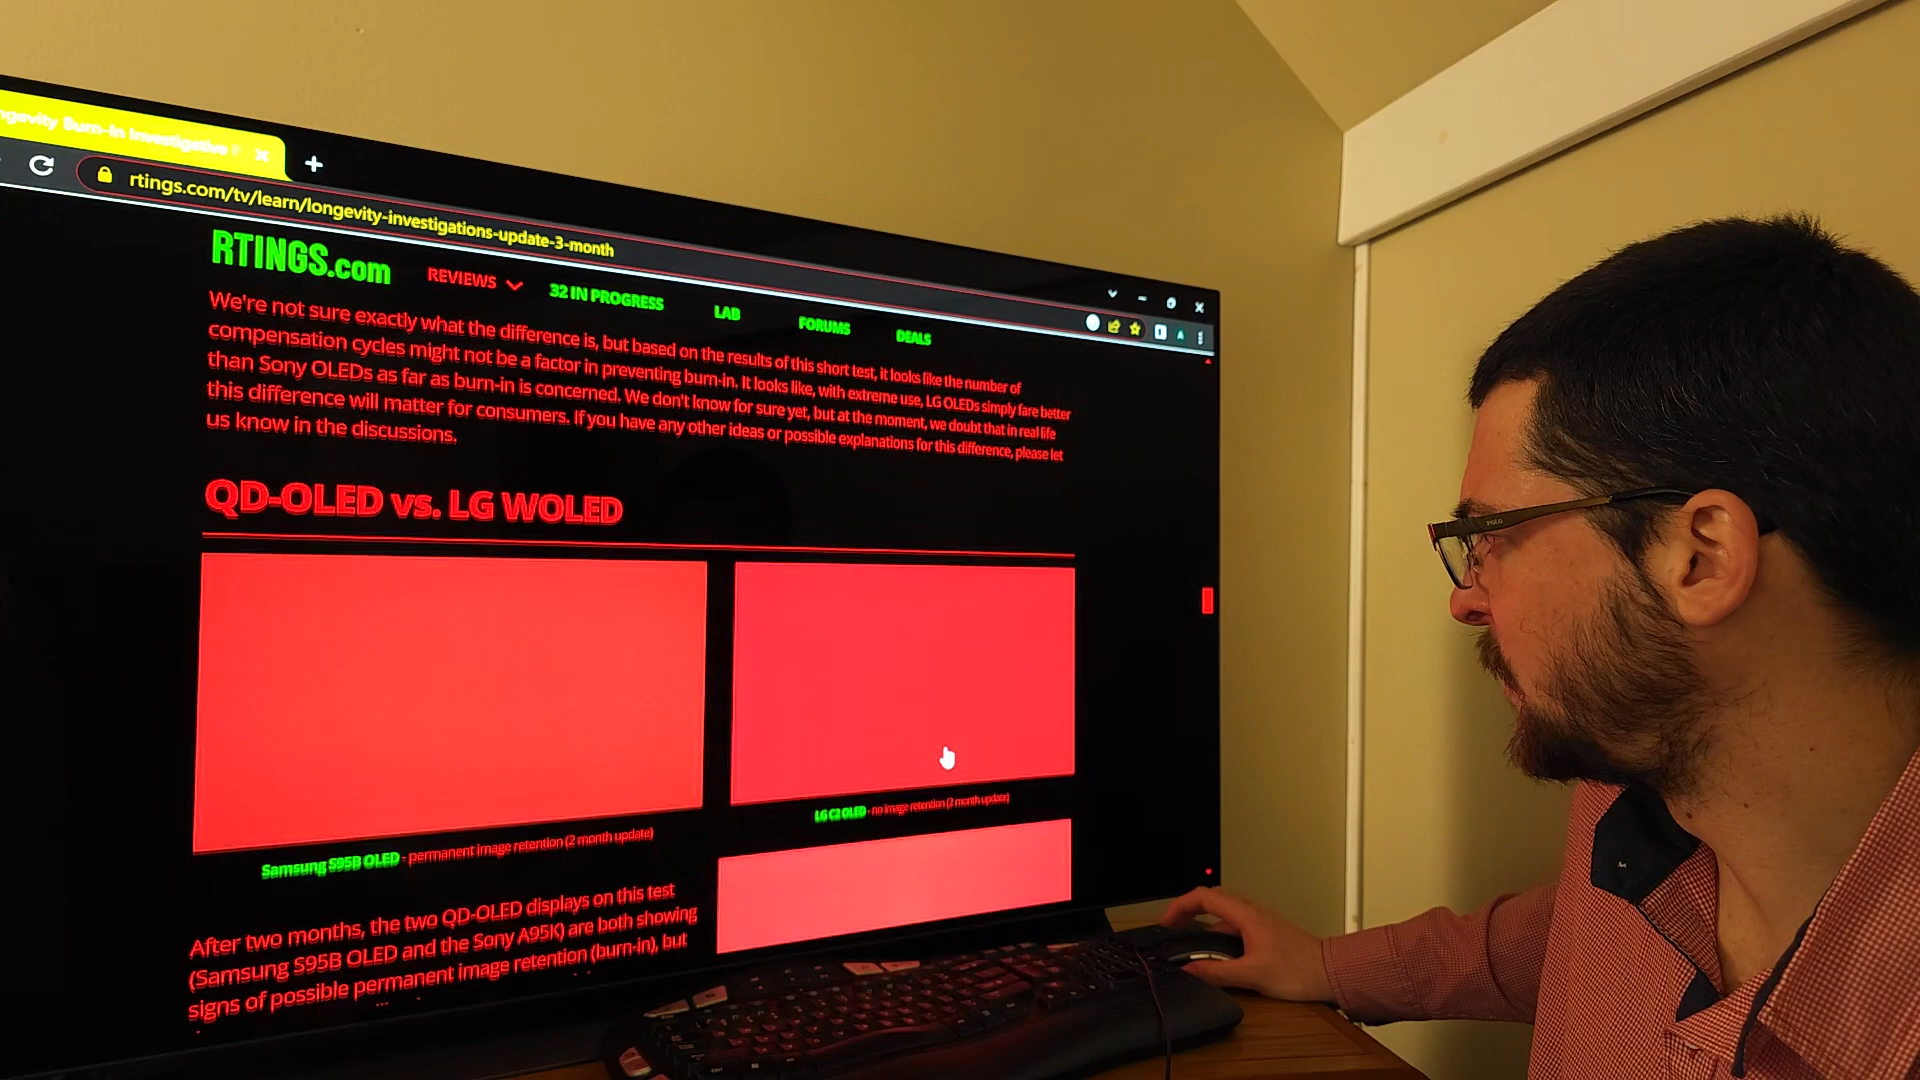 ngevity Burn-In Investigative
rtings.com/tv/learn/longevity-investigations-update-3-month
RTINGS.com
REVIEWS
32 IN PROGRESS
LAB
FORUMS
DEALS
We're not sure exactly what the difference is, but based on the results of this short test, it looks like the number of
compensation cycles might not be a factor in preventing burn-in. It looks like, with extreme use, LG OLEDs simply fare better
than Sony OLEDs as far as burn-in is concerned. We don't know for sure yet, but at the moment, we doubt that in real life
this difference will matter for consumers. If you have any other ideas or possible explanations for this difference, please let
us know in the discussions.
QD-OLED vs. LG WOLED
Samsung S95B OLED - permanent image retention (2 month update)
LG C2 OLED - no image retention (2 month update)
After two months, the two QD-OLED displays on this test
(Samsung S95B OLED and the Sony A95K) are both showing
signs of possible permanent image retention (burn-in), but
POLO